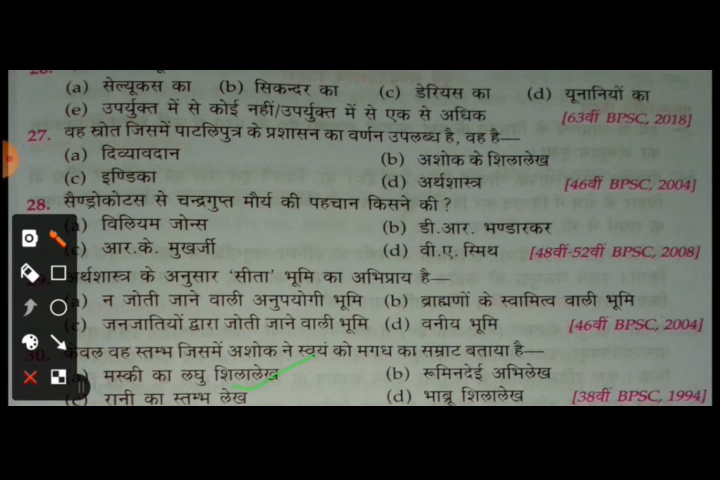 (a) सेल्यूकस का (b) सिकन्दर का (c) डेरियस का (d) यूनानियों का
(e) उपर्युक्त में से कोई नहीं/उपर्युक्त में से एक से अधिक [63वीं BPSC, 2018]
27. वह स्रोत जिसमें पाटलिपुत्र के प्रशासन का वर्णन उपलब्ध है, वह है—
(a) दिव्यावदान (b) अशोक के शिलालेख
(c) इण्डिका (d) अर्थशास्त्र [46वीं BPSC, 2004]
28. सैण्ड्रोकोटस से चन्द्रगुप्त मौर्य की पहचान किसने की ?
(a) विलियम जोन्स (b) डी.आर. भण्डारकर
(c) आर.के. मुखर्जी (d) वी.ए. स्मिथ [48वीं-52वीं BPSC, 2008]
अर्थशास्त्र के अनुसार ‘सीता’ भूमि का अभिप्राय है—
(a) न जोती जाने वाली अनुपयोगी भूमि (b) ब्राह्मणों के स्वामित्व वाली भूमि
(c) जनजातियों द्वारा जोती जाने वाली भूमि (d) वनीय भूमि [46वीं BPSC, 2004]
30. केवल वह स्तम्भ जिसमें अशोक ने स्वयं को मगध का सम्राट बताया है—
(a) मस्की का लघु शिलालेख (b) रूमिनदेई अभिलेख
(c) रानी का स्तम्भ लेख (d) भाब्रू शिलालेख [38वीं BPSC, 1994]